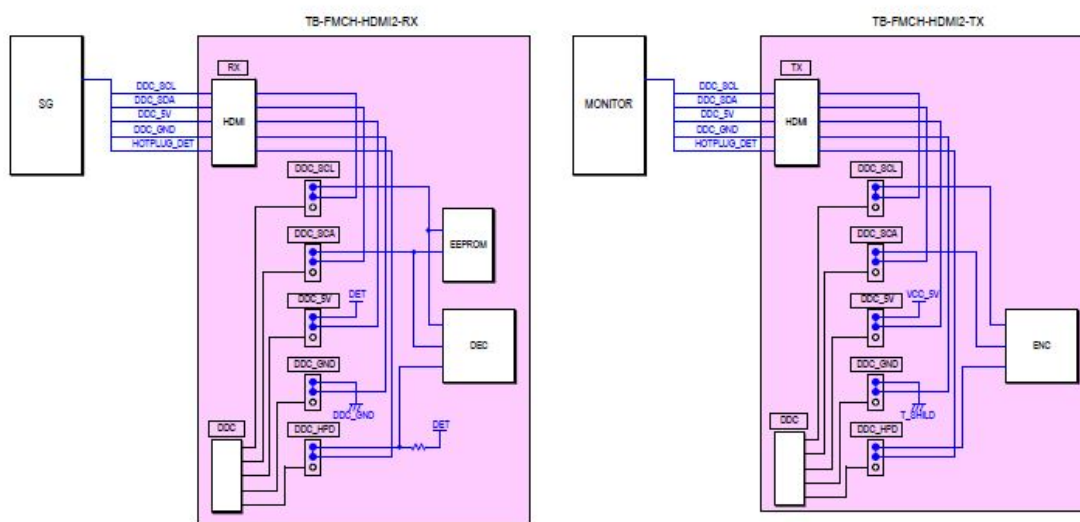 TB-FMCH-HDMI2-RX
SG
DDC_SCL
DDC_SDA
DDC_5V
DDC_GND
HOTPLUG_DET
RX
HDMI
DDC_SCL
DDC_SCA
EEPROM
DDC_5V
DET
DEC
DDC_GND
DDC_GND
DDC
DDC_HPD
DET
TB-FMCH-HDMI2-TX
MONITOR
DDC_SCL
DDC_SDA
DDC_5V
DDC_GND
HOTPLUG_DET
TX
HDMI
DDC_SCL
DDC_SCA
DDC_5V
VCC_5V
ENC
DDC_GND
T_SHILD
DDC
DDC_HPD